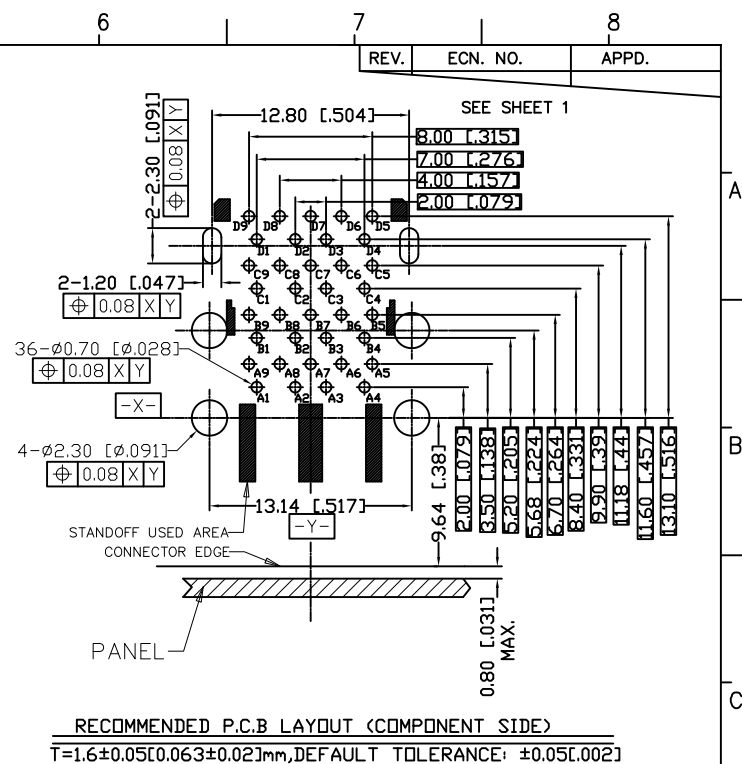 6 7 8
REV. ECN. NO. APPD.
SEE SHEET 1
12.80 [.504]
8.00 [.315]
7.00 [.276]
4.00 [.157]
2.00 [.079]
2-2.30 [.091]
⌖ 0.08 X Y
A
D9 D8 D7 D6 D5
D1 D2 D3 D4
C9 C8 C7 C6 C5
2-1.20 [.047]
⌖ 0.08 X Y
C1 C2 C3 C4
B9 B8 B7 B6 B5
B1 B2 B3 B4
36-ø0.70 [ø.028]
⌖ 0.08 X Y
A9 A8 A7 A6 A5
A1 A2 A3 A4
-X-
4-ø2.30 [ø.091]
⌖ 0.08 X Y
B
9.64 [.38]
2.00 [.079]
3.50 [.138]
5.20 [.205]
5.68 [.224]
6.70 [.264]
8.40 [.331]
9.90 [.39]
11.18 [.44]
11.60 [.457]
13.10 [.516]
13.14 [.517]
-Y-
STANDOFF USED AREA
CONNECTOR EDGE
PANEL
0.80 [.031]
MAX.
C
RECOMMENDED P.C.B LAYOUT (COMPONENT SIDE)
T=1.6±0.05[0.063±0.02]mm,DEFAULT TOLERANCE: ±0.05[.002]